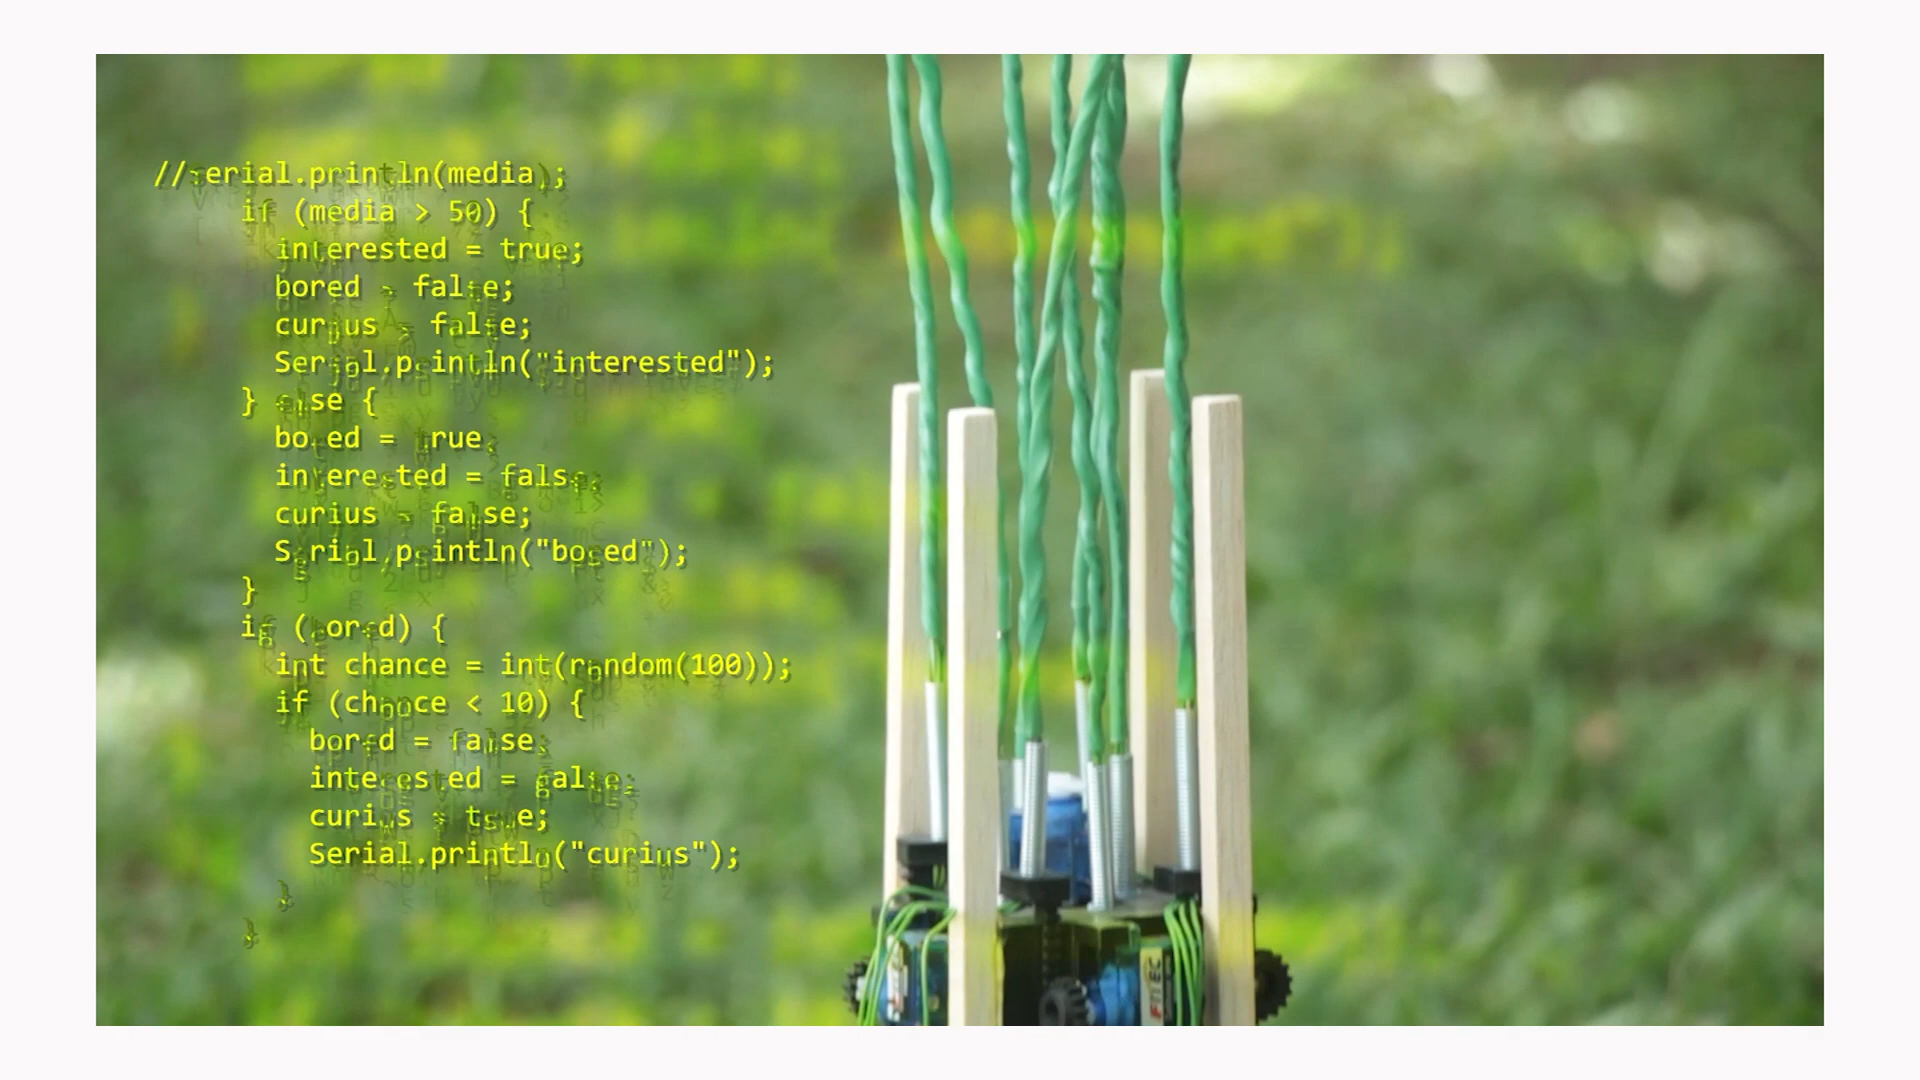 //serial.println(media);
if (media > 50) {
interested = true;
bored = false;
curius = false;
Serial.println("interested");
} else {
bored = true;
interested = false;
curius = false;
Serial.println("bored");
}
if (bored) {
int chance = int(random(100));
if (chance < 10) {
bored = false;
interested = false;
curius = true;
Serial.println("curius");
}
}
FITEC